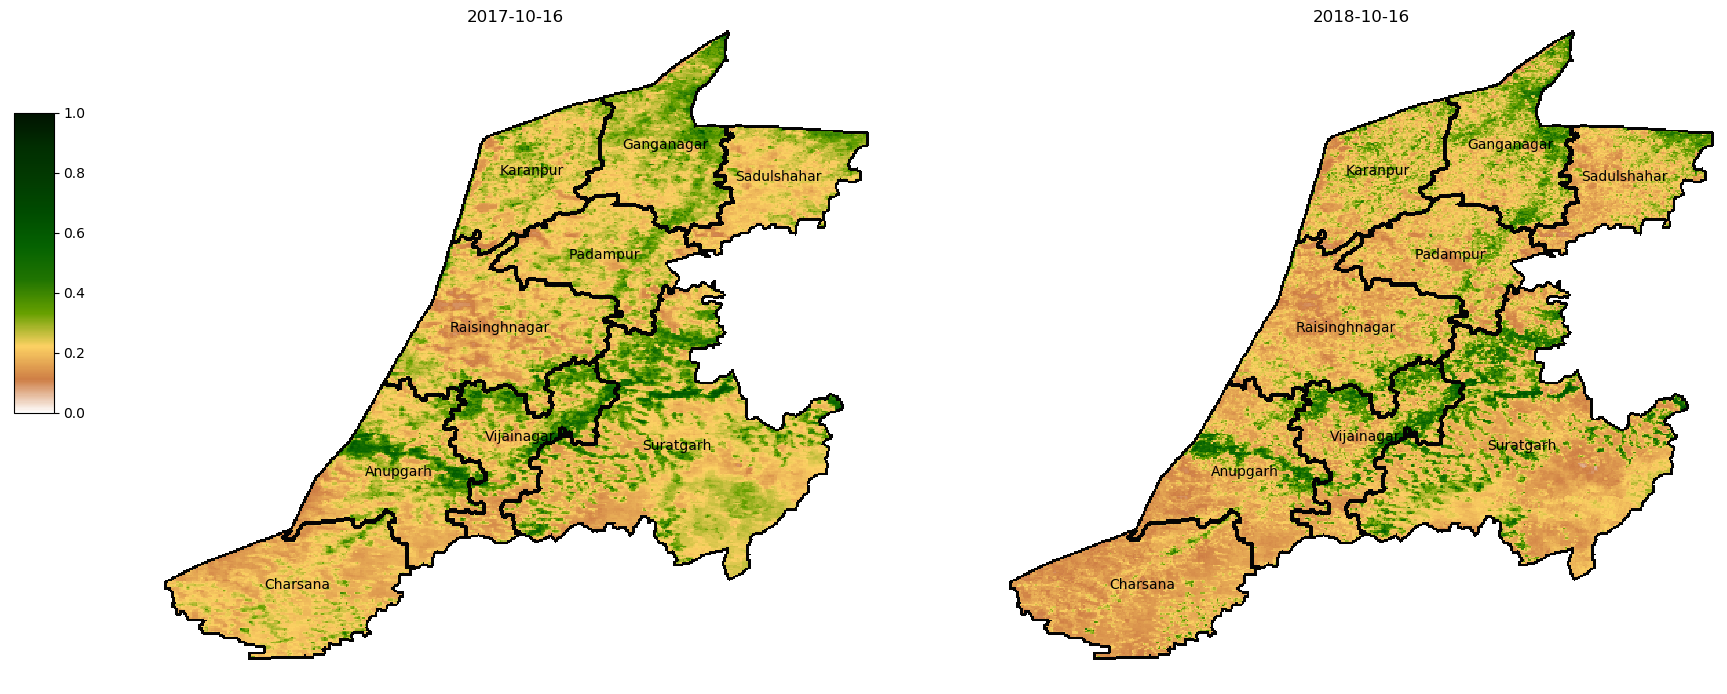 2017-10-16
2018-10-16
1.0
0.8
0.6
0.4
0.2
0.0
Ganganagar
Karanpur
Sadulshahar
Padampur
Raisinghnagar
Vijainagar
Suratgarh
Anupgarh
Charsana
Ganganagar
Karanpur
Sadulshahar
Padampur
Raisinghnagar
Vijainagar
Suratgarh
Anupgarh
Charsana